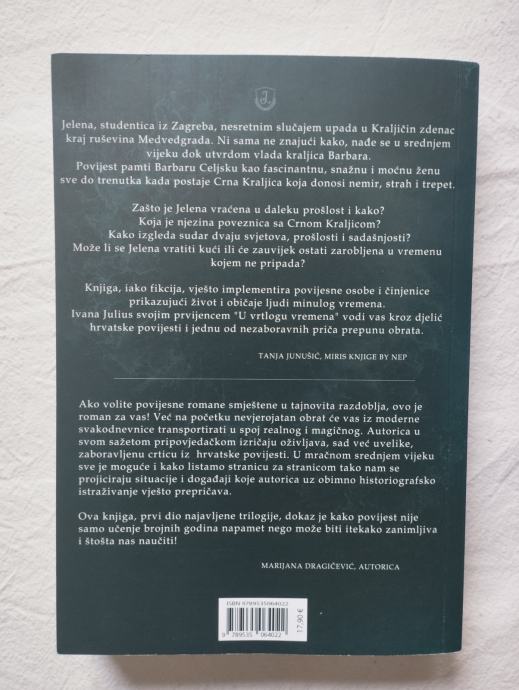 J.
Jelena, studentica iz Zagreba, nesretnim slučajem upada u Kraljičin zdenac
kraj ruševina Medvedgrada. Ni sama ne znajući kako, nađe se u srednjem
vijeku dok utvrdom vlada kraljica Barbara.
Povijest pamti Barbaru Celjsku kao fascinantnu, snažnu i moćnu ženu
sve do trenutka kada postaje Crna Kraljica koja donosi nemir, strah i trepet.
Zašto je Jelena vraćena u daleku prošlost i kako?
Koja je njezina poveznica sa Crnom Kraljicom?
Kako izgleda sudar dvaju svjetova, prošlosti i sadašnjosti?
Može li se Jelena vratiti kući ili će zauvijek ostati zarobljena u vremenu
kojem ne pripada?
Knjiga, iako fikcija, vješto implementira povijesne osobe i činjenice
prikazujući život i običaje ljudi minulog vremena.
Ivana Julius svojim prvijencem "U vrtlogu vremena" vodi vas kroz djelić
hrvatske povijesti i jednu od nezaboravnih priča prepunu obrata.
TANJA JUNUŠIĆ, MIRIS KNJIGE BY NEP
Ako volite povijesne romane smještene u tajnovita razdoblja, ovo je
roman za vas! Već na početku nevjerojatan obrat će vas iz moderne
svakodnevnice transportirati u spoj realnog i magičnog. Autorica u
svom sažetom pripovjedačkom izričaju oživljava, sad već uvelike,
zaboravljenu crticu iz hrvatske povijesti. U mračnom srednjem vijeku
sve je moguće i kako listamo stranicu za stranicom tako nam se
projiciraju situacije i događaji koje autorica uz obimno historiografsko
istraživanje vješto prepričava.
Ova knjiga, prvi dio najavljene trilogije, dokaz je kako povijest nije
samo učenje brojnih godina napamet nego može biti itekako zanimljiva
i štošta nas naučiti!
MARIJANA DRAGIČEVIĆ, AUTORICA
ISBN 9789535064022
9 789535 064022
17,90 €